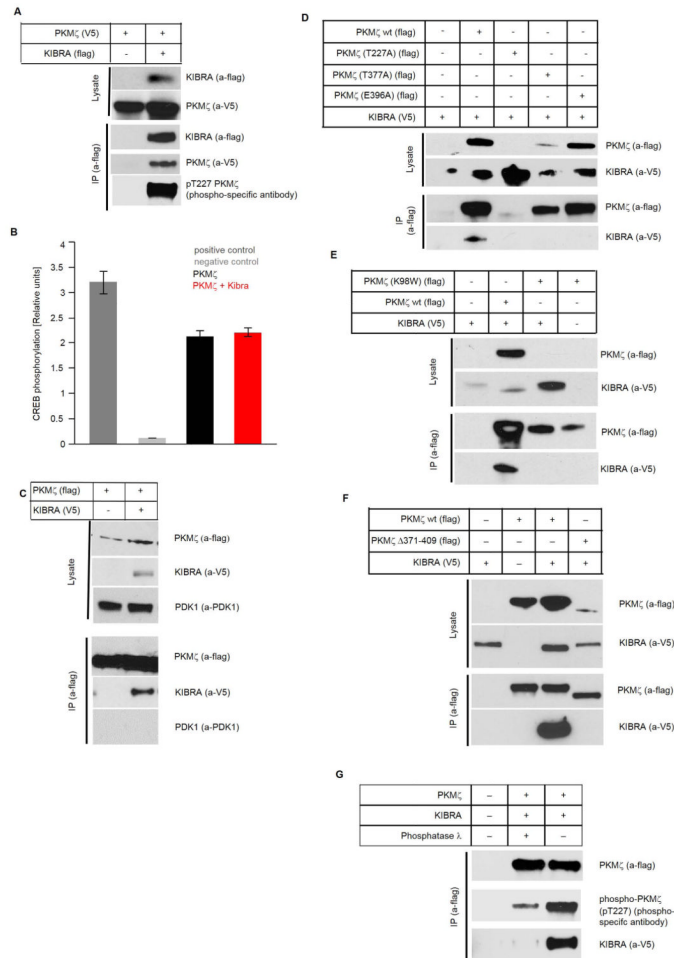 A
PKMζ (V5) + +
KIBRA (flag) - +
Lysate
KIBRA (a-flag)
PKMζ (a-V5)
IP (a-flag)
KIBRA (a-flag)
PKMζ (a-V5)
pT227 PKMζ
(phospho-specific antibody)
B
CREB phosphorylation [Relative units]
4
3.5
3
2.5
2
1.5
1
0.5
0
positive control
negative control
PKMζ
PKMζ + Kibra
C
PKMζ (flag) + +
KIBRA (V5) - +
Lysate
PKMζ (a-flag)
KIBRA (a-V5)
PDK1 (a-PDK1)
IP (a-flag)
PKMζ (a-flag)
KIBRA (a-V5)
PDK1 (a-PDK1)
D
PKMζ wt (flag) - + - - -
PKMζ (T227A) (flag) - - + - -
PKMζ (T377A) (flag) - - - + -
PKMζ (E396A) (flag) - - - - +
KIBRA (V5) + + + + +
Lysate
PKMζ (a-flag)
KIBRA (a-V5)
IP
(a-flag)
PKMζ (a-flag)
KIBRA (a-V5)
E
PKMζ (K98W) (flag) - - + +
PKMζ wt (flag) - + - -
KIBRA (V5) + + + -
Lysate
PKMζ (a-flag)
KIBRA (a-V5)
IP (a-flag)
PKMζ (a-flag)
KIBRA (a-V5)
F
PKMζ wt (flag) – + + –
PKMζ Δ371-409 (flag) – – – +
KIBRA (V5) + – + +
Lysate
PKMζ (a-flag)
KIBRA (a-V5)
IP (a-flag)
PKMζ (a-flag)
KIBRA (a-V5)
G
PKMζ – + +
KIBRA – + +
Phosphatase λ – + –
IP (a-flag)
PKMζ (a-flag)
phospho-PKMζ
(pT227) (phospho-
specifc antibody)
KIBRA (a-V5)